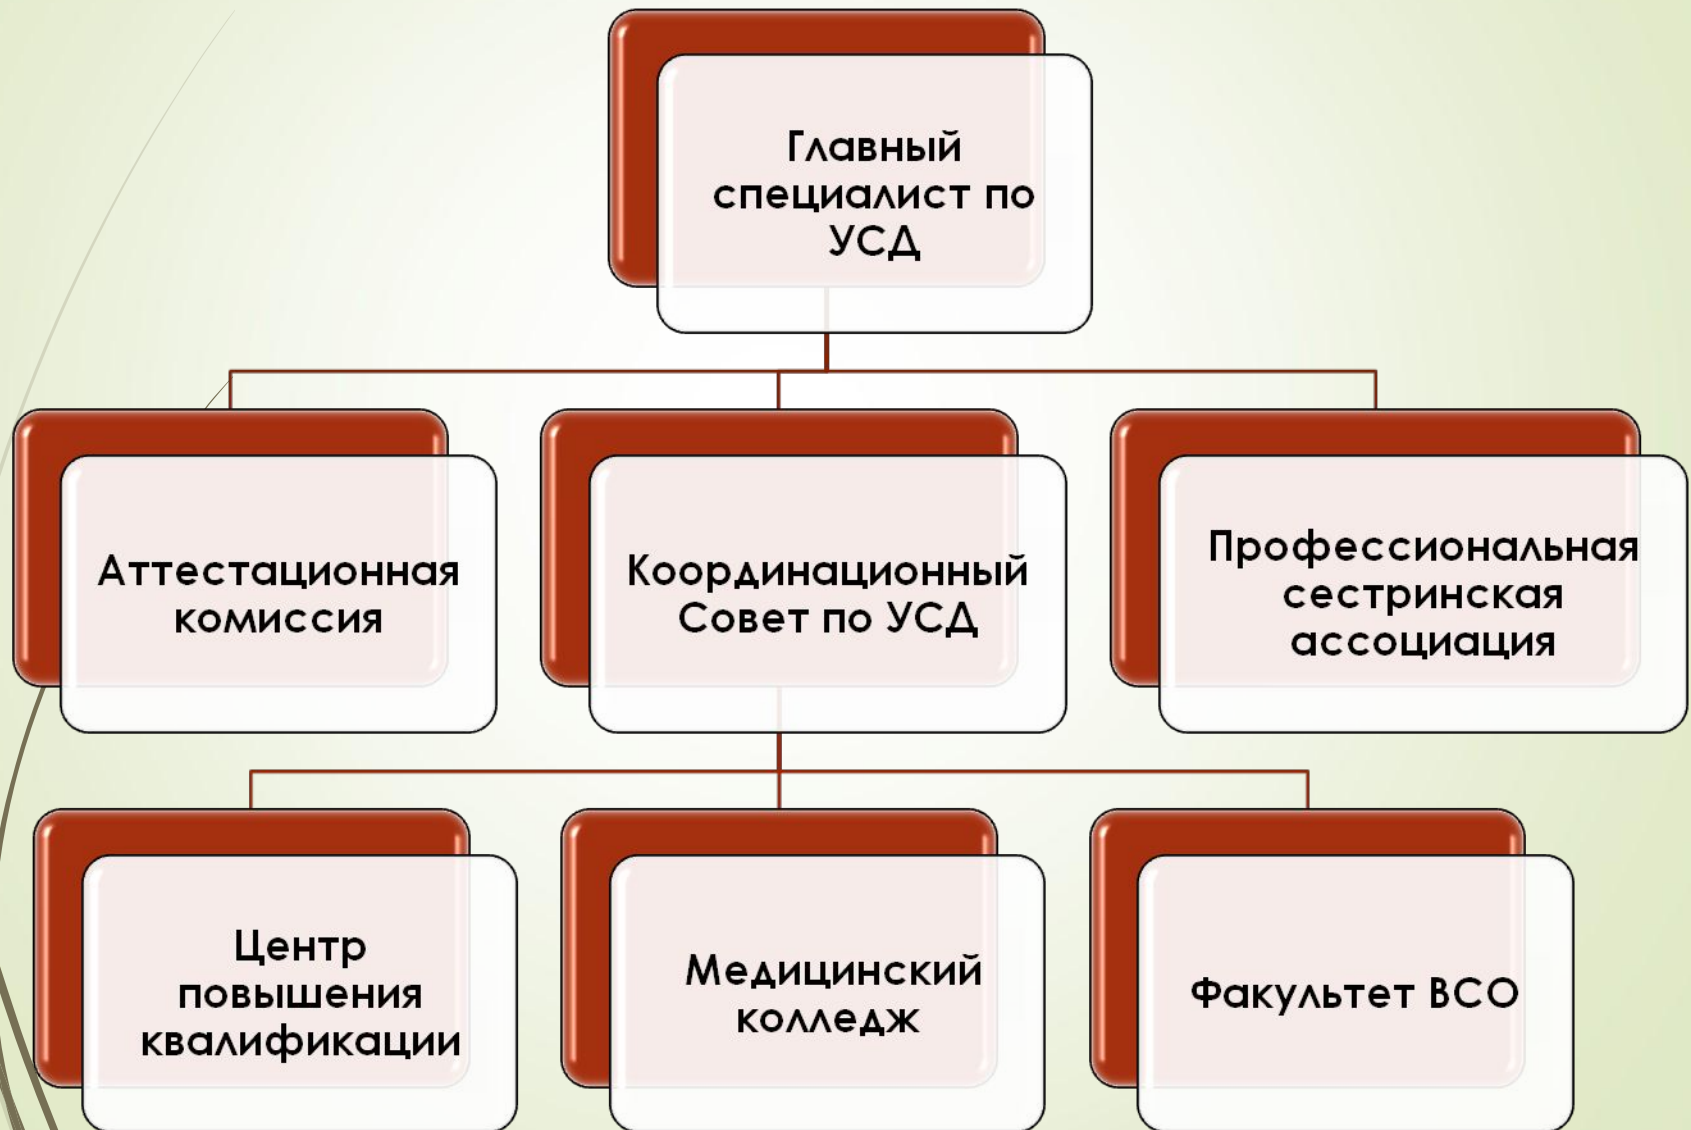 Главный
специалист по
УСД
Аттестационная
комиссия
Координационный
Совет по УСД
Профессиональная
сестринская
ассоциация
Центр
повышения
квалификации
Медицинский
колледж
Факультет ВСО